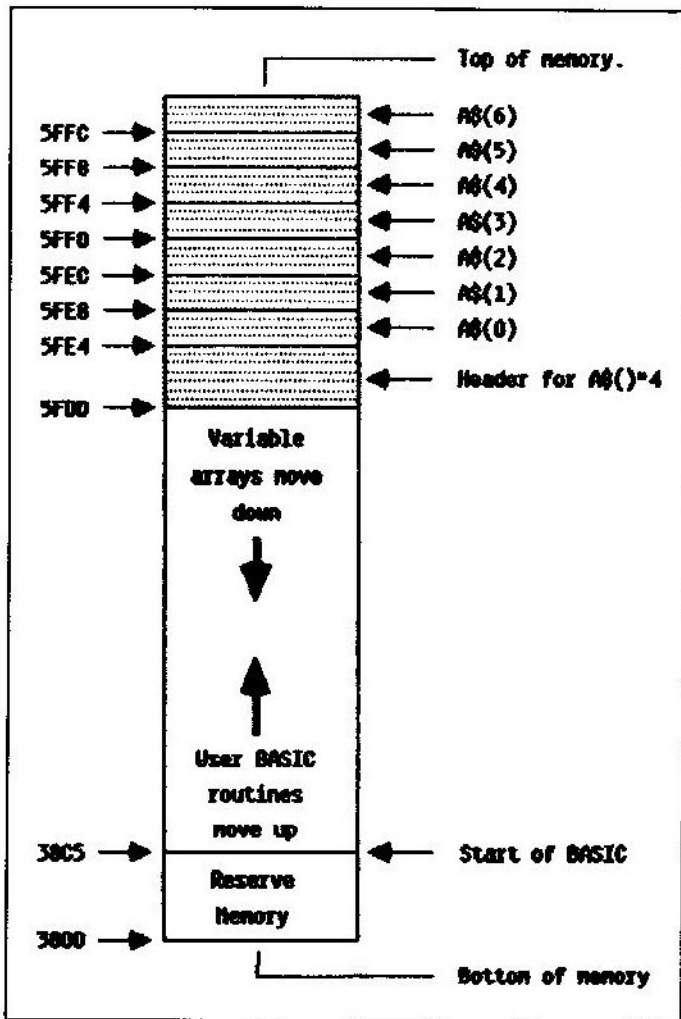 Top of memory.
A$(6)
5FFC
A$(5)
5FF8
A$(4)
5FF4
A$(3)
5FF0
A$(2)
5FEC
A$(1)
5FE8
A$(0)
5FE4
Header for A$()*4
5FDD
Variable
arrays move
down
User BASIC
routines
move up
38C5
Start of BASIC
Reserve
Memory
3800
Bottom of memory